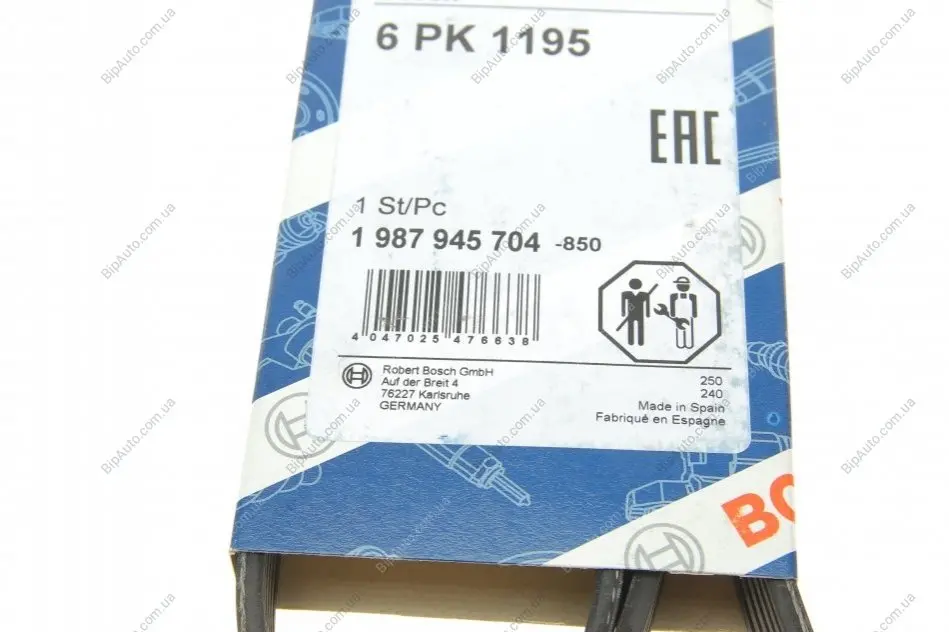 6 PK 1195
EAC
1 St/Pc
1 987 945 704 -850
4 047025 476638
Robert Bosch GmbH
Auf der Breit 4
76227 Karlsruhe
GERMANY
250
240
Made in Spain
Fabriqué en Espagne
BO
BipAuto.com.ua